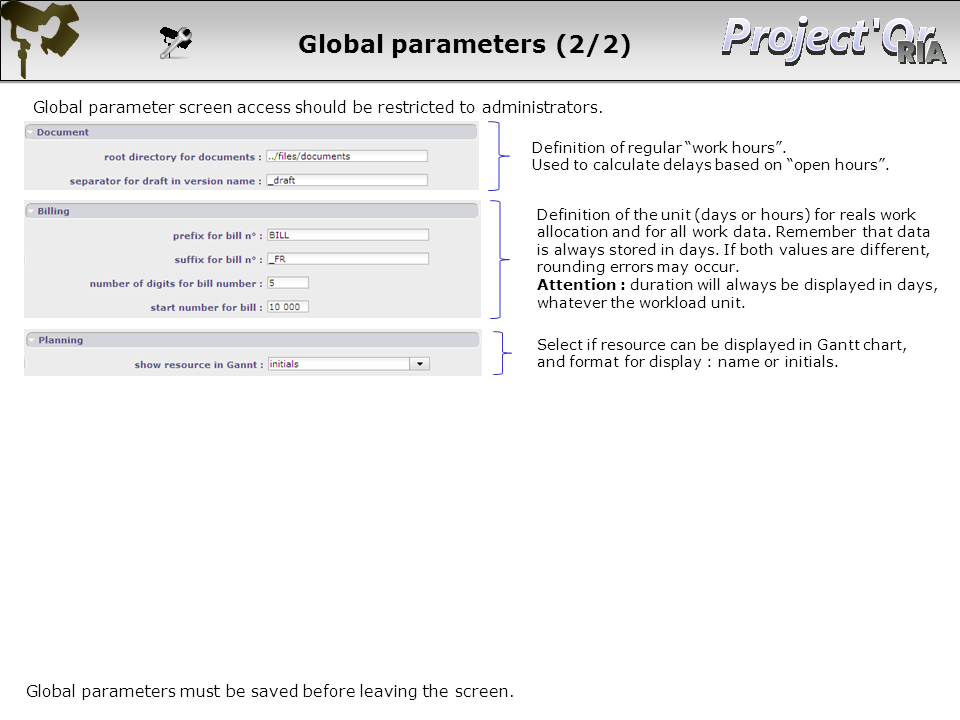 Global parameters (2/2)
Project'Or
RIA
Global parameter screen access should be restricted to administrators.
Document
root directory for documents : ../files/documents
separator for draft in version name : _draft
Definition of regular “work hours”.
Used to calculate delays based on “open hours”.
Billing
prefix for bill n° : BILL
suffix for bill n° : _FR
number of digits for bill number : 5
start number for bill : 10 000
Definition of the unit (days or hours) for reals work
allocation and for all work data. Remember that data
is always stored in days. If both values are different,
rounding errors may occur.
Attention : duration will always be displayed in days,
whatever the workload unit.
Planning
show resource in Gannt : initials
Select if resource can be displayed in Gantt chart,
and format for display : name or initials.
Global parameters must be saved before leaving the screen.